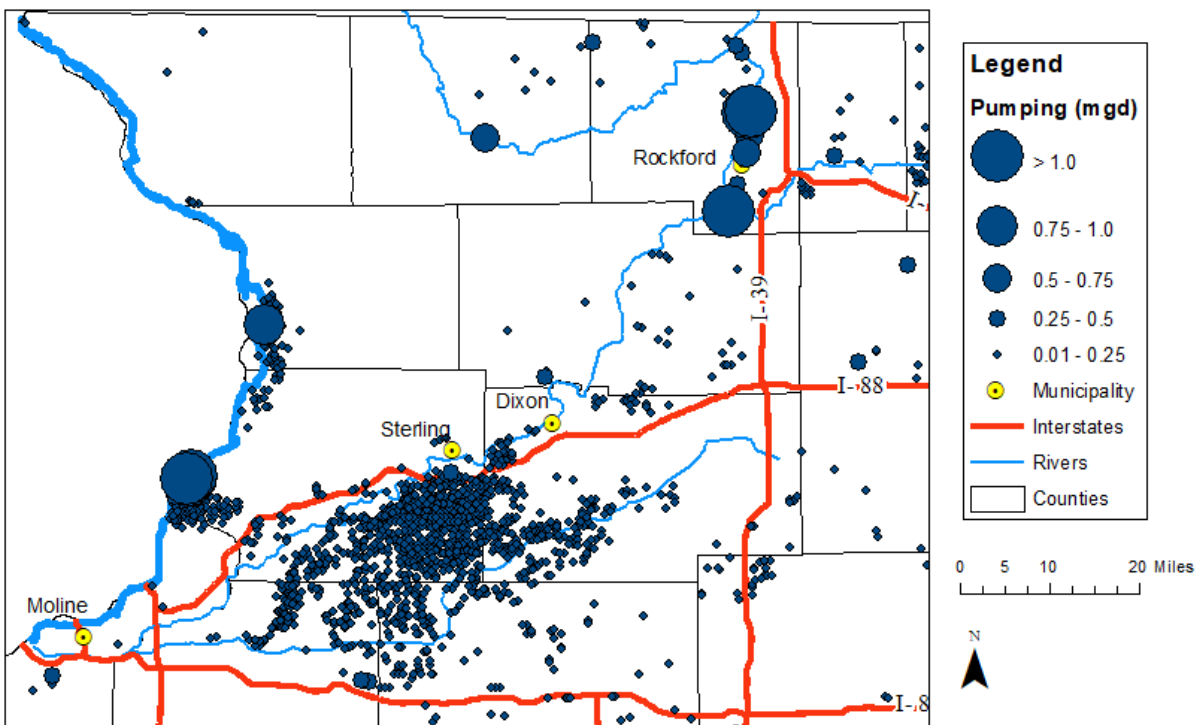 Rockford
I-
I-39
I-88
Dixon
Sterling
Moline
I-8
Legend
Pumping (mgd)
> 1.0
0.75 - 1.0
0.5 - 0.75
0.25 - 0.5
0.01 - 0.25
Municipality
Interstates
Rivers
Counties
0 5 10 20 Miles
N